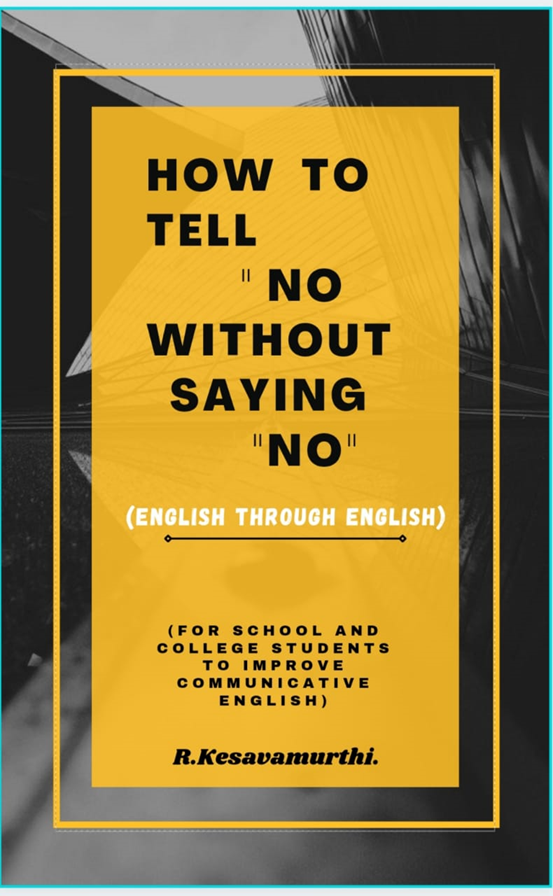 HOW TO
TELL
" NO
WITHOUT
SAYING
"NO"
(ENGLISH THROUGH ENGLISH)
(FOR SCHOOL AND
COLLEGE STUDENTS
TO IMPROVE
COMMUNICATIVE
ENGLISH)
R.Kesavamurthi.